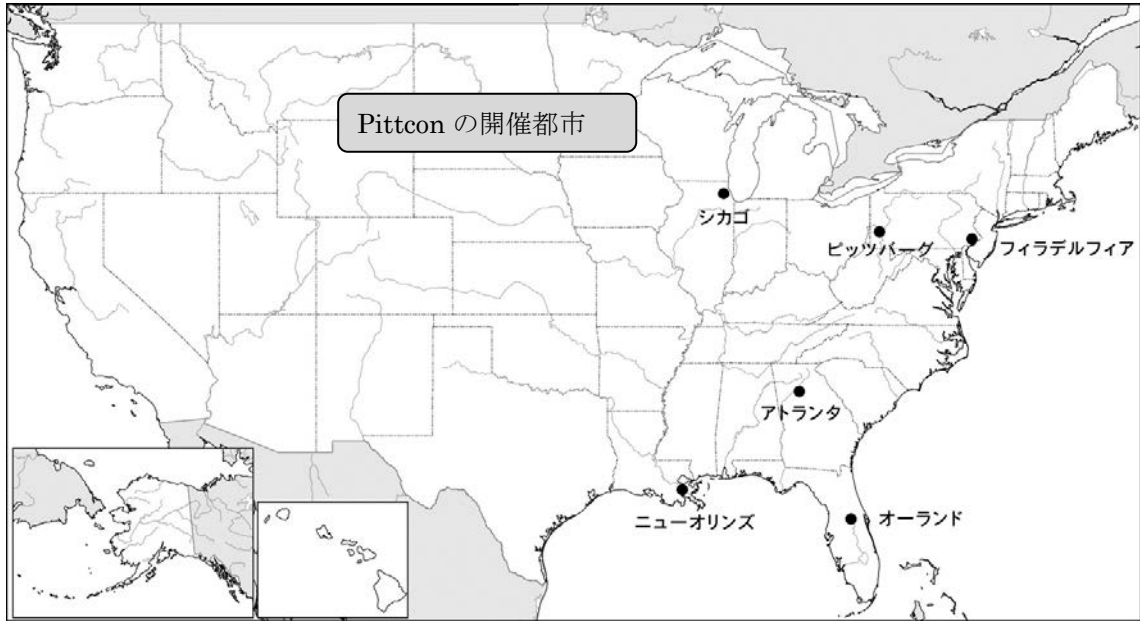 Pittcon の開催都市
シカゴ
ピッツバーグ
フィラデルフィア
アトランタ
ニューオリンズ
オーランド